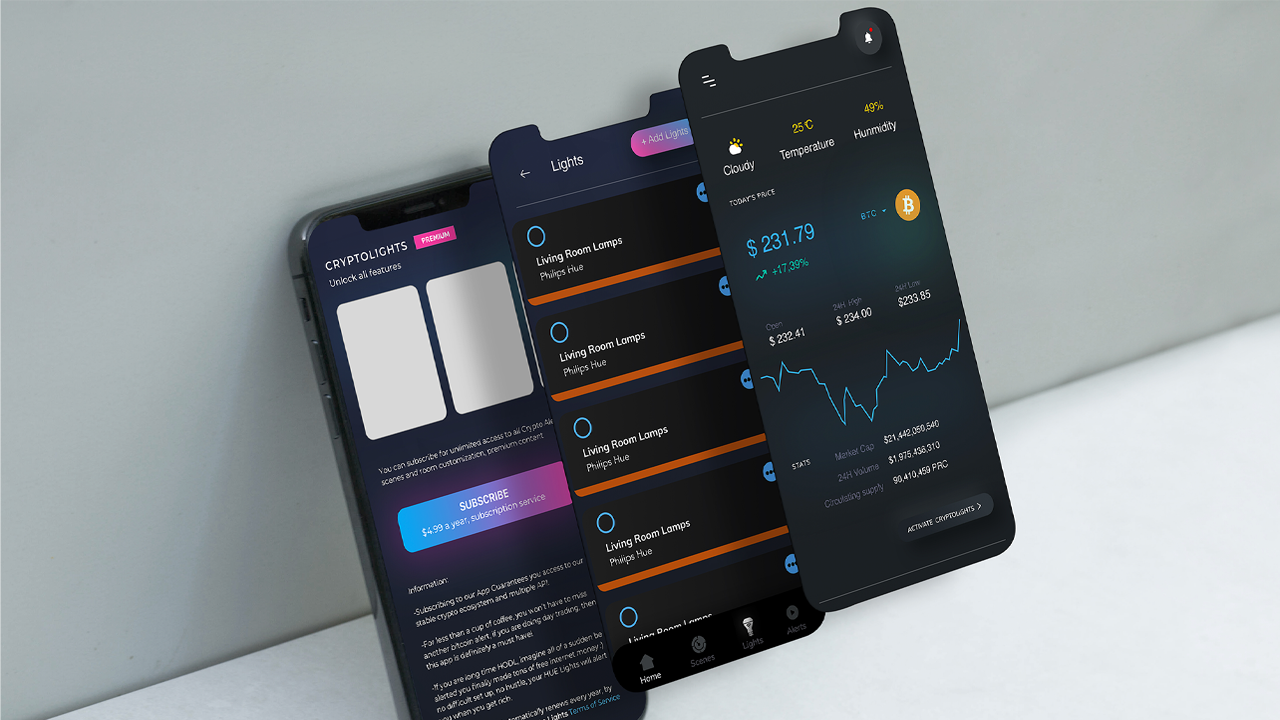 CRYPTOLIGHTS PREMIUM
Unlock all features
You can subscribe for unlimited access to all Crypto
scenes and room customization, premium content
SUBSCRIBE
$4.99 a year, subscription service
Information:
-Subscribing to our App Guarantees you access to our
stable crypto ecosystem and multiple API.
-For less than a cup of coffee, you won't have to miss
another bitcoin alert, if you are doing day trading, then
this app is definitely a must have!
-If you are long time HODL, imagine all of a sudden be
alerted you finally made tons of free internet money:)
no difficult set up, no hustle, your HUE Lights will alert
you when you get rich.
renews every year, by
Lights Terms of Service
Lights
+ Add Lights
Living Room Lamps
Philips Hue
Living Room Lamps
Philips Hue
Living Room Lamps
Philips Hue
Living Room Lamps
Philips Hue
Living Room Lamps
Home
Scenes
Lights
Alerts
Cloudy
25°C
Temperature
49%
Hunmidity
TODAY'S PRICE
BTC
$ 231.79
+17,39%
Open
$ 232.41
24H High
$ 234.00
24H Low
$233.85
STATS
Market Cap $21,442,080,540
24H Volume $1,975,438,310
Circulisting supply 90,410,459 PRC
ACTIVATE CRYPTOLIGHTS